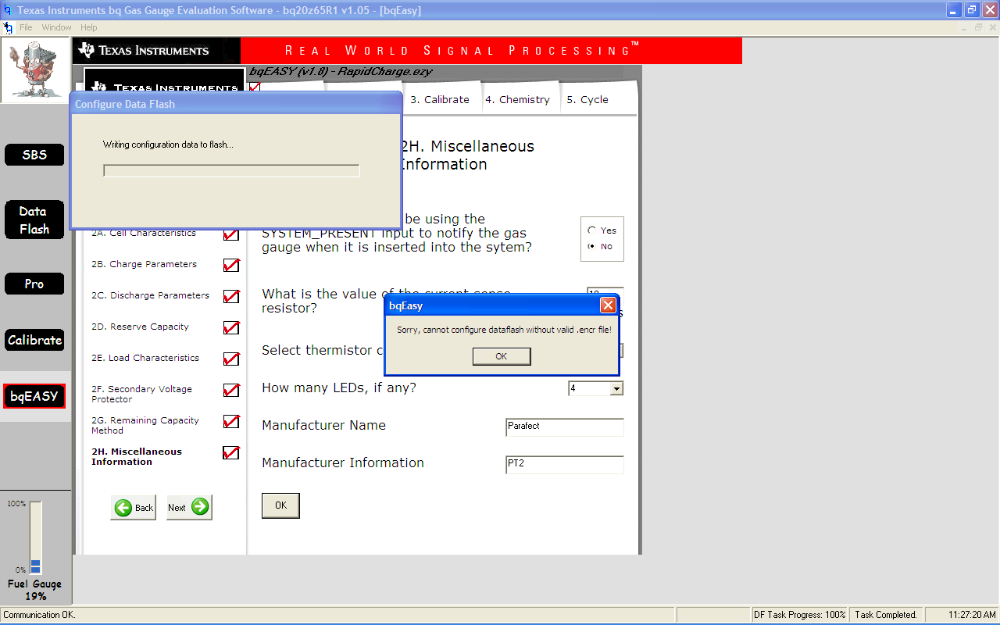 Texas Instruments bq Gas Gauge Evaluation Software - bq20z65R1 v1.05 - [bqEasy]
File Window Help
TEXAS INSTRUMENTS
REAL WORLD SIGNAL PROCESSING™
bqEASY (v1.8) - RapidCharge.ezy
TEXAS INSTRUMENTS
3. Calibrate
4. Chemistry
5. Cycle
Configure Data Flash
Writing configuration data to flash...
SBS
Data
Flash
Pro
Calibrate
bqEASY
100%
0%
Fuel Gauge
19%
2A. Cell Characteristics
2B. Charge Parameters
2C. Discharge Parameters
2D. Reserve Capacity
2E. Load Characteristics
2F. Secondary Voltage
Protector
2G. Remaining Capacity
Method
2H. Miscellaneous
Information
Back
Next
2H. Miscellaneous
Information
be using the
SYSTEM_PRESENT input to notify the gas
gauge when it is inserted into the sytem?
Yes
No
What is the value of the current sense
resistor?
Select thermistor
How many LEDs, if any?
4
Manufacturer Name
Parafect
Manufacturer Information
PT2
OK
bqEasy
Sorry, cannot configure dataflash without valid .encr file!
OK
Communication OK.
DF Task Progress: 100%
Task Completed.
11:27:20 AM